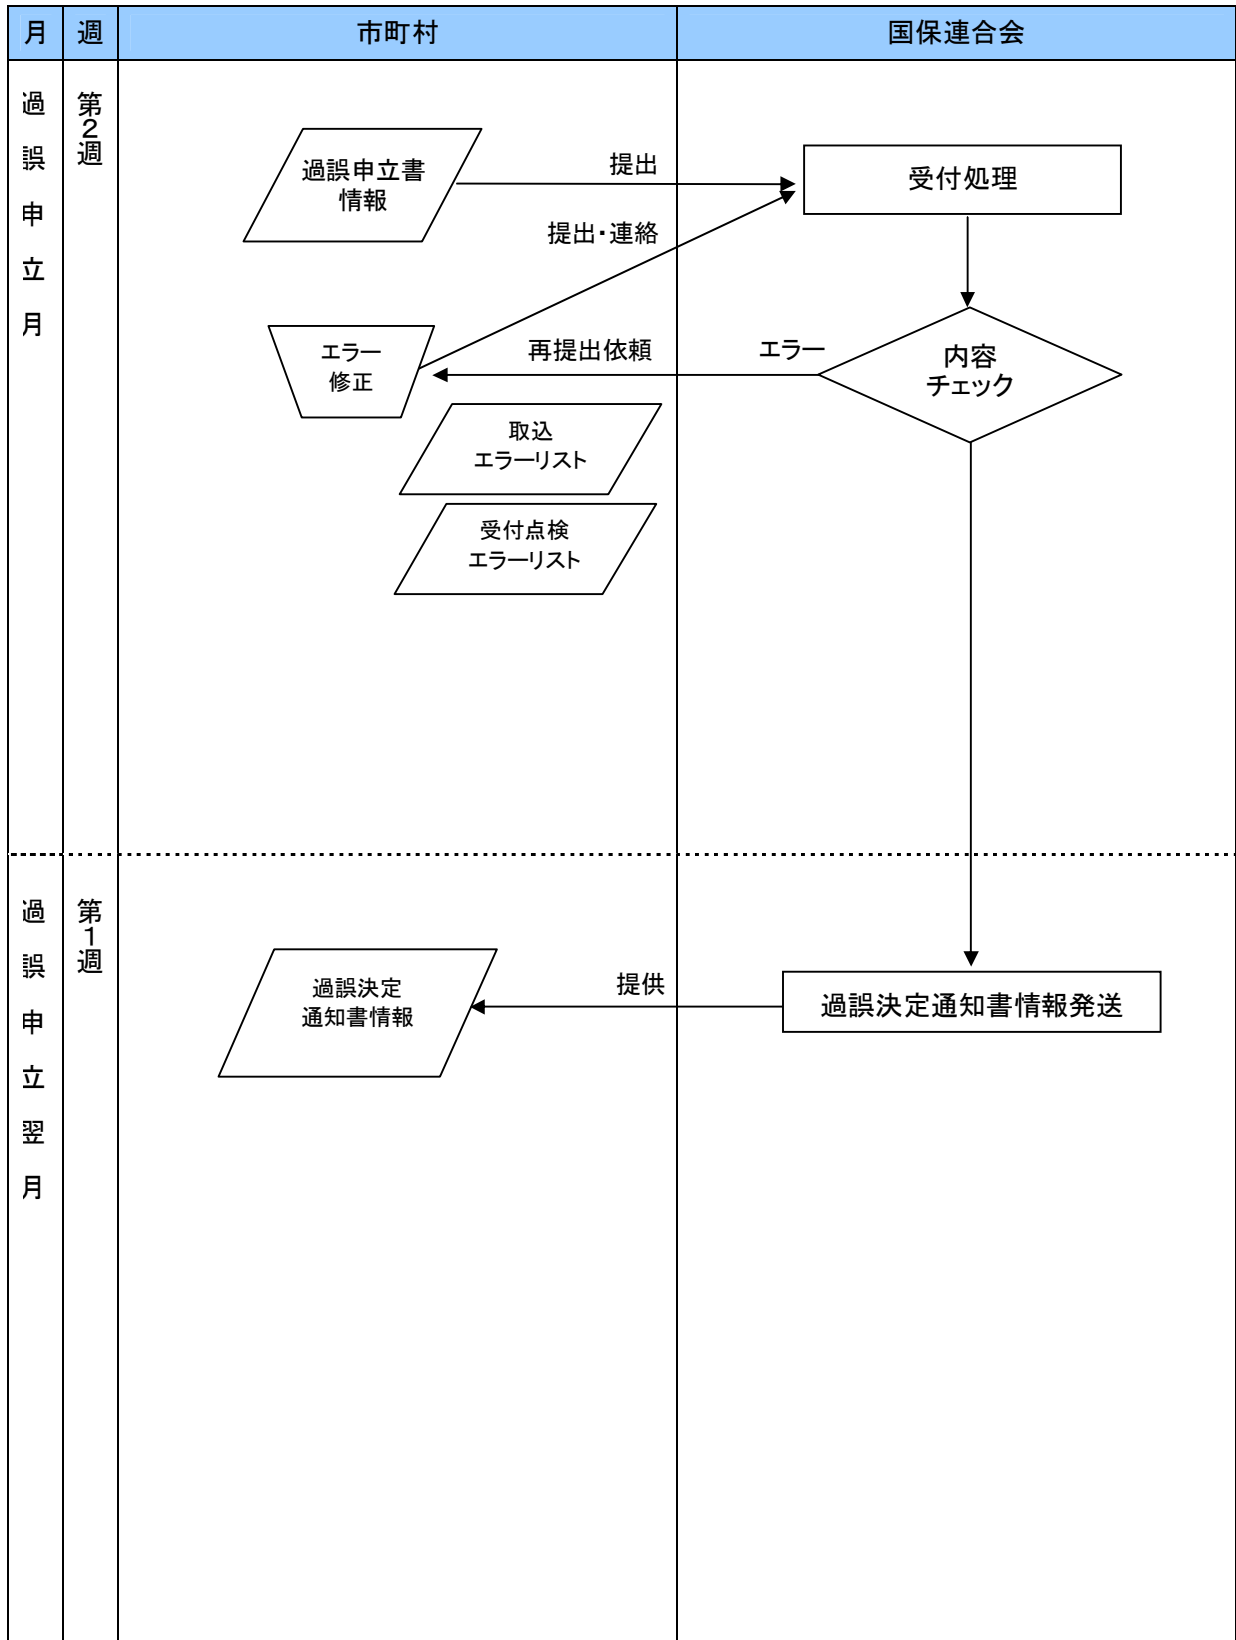 月 週 市町村 国保連合会
過誤申立月
第2週
過誤申立書
情報
提出
受付処理
提出・連絡
エラー
修正
再提出依頼
エラー
内容
チェック
取込
エラーリスト
受付点検
エラーリスト
過誤申立翌月
第1週
過誤決定
通知書情報
提供
過誤決定通知書情報発送